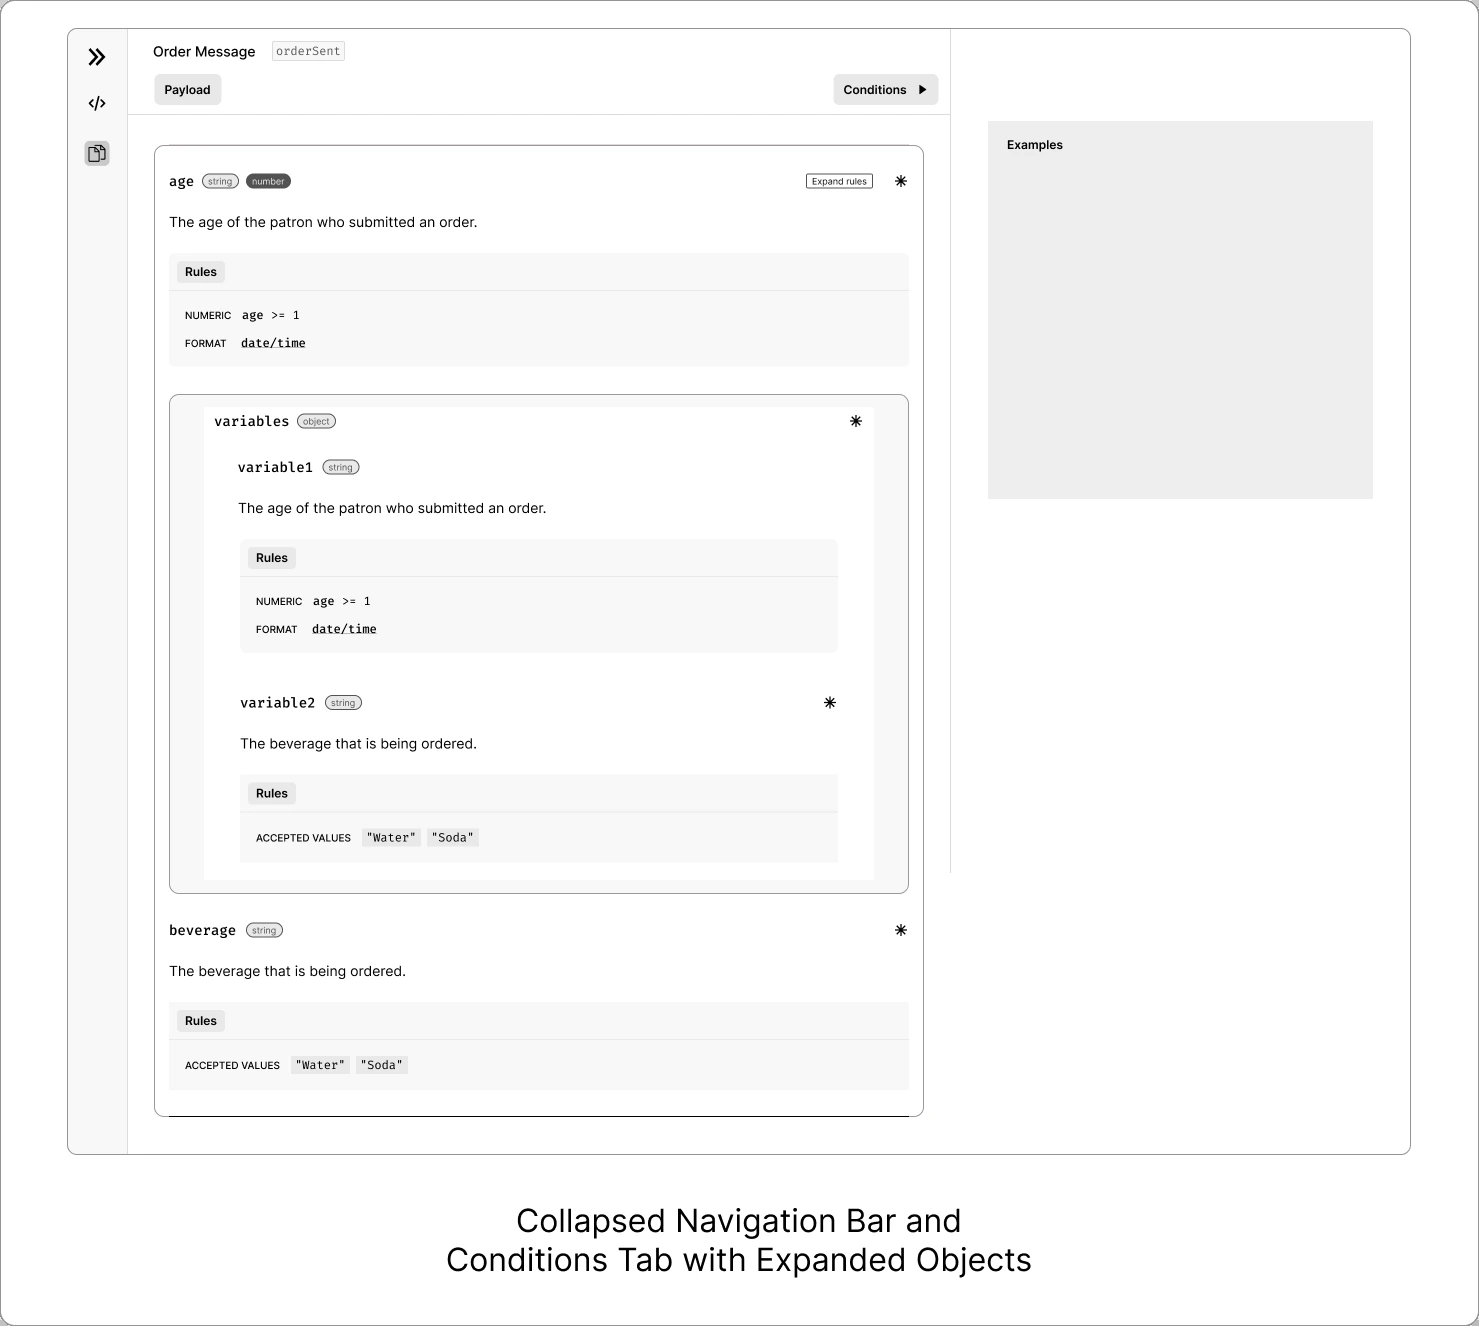 Order Message orderSent
Payload
Conditions
age string number
Expand rules
The age of the patron who submitted an order.
Rules
NUMERIC age >= 1
FORMAT date/time
variables object
variable1 string
The age of the patron who submitted an order.
Rules
NUMERIC age >= 1
FORMAT date/time
variable2 string
The beverage that is being ordered.
Rules
ACCEPTED VALUES "Water" "Soda"
beverage string
The beverage that is being ordered.
Rules
ACCEPTED VALUES "Water" "Soda"
Examples
Collapsed Navigation Bar and
Conditions Tab with Expanded Objects